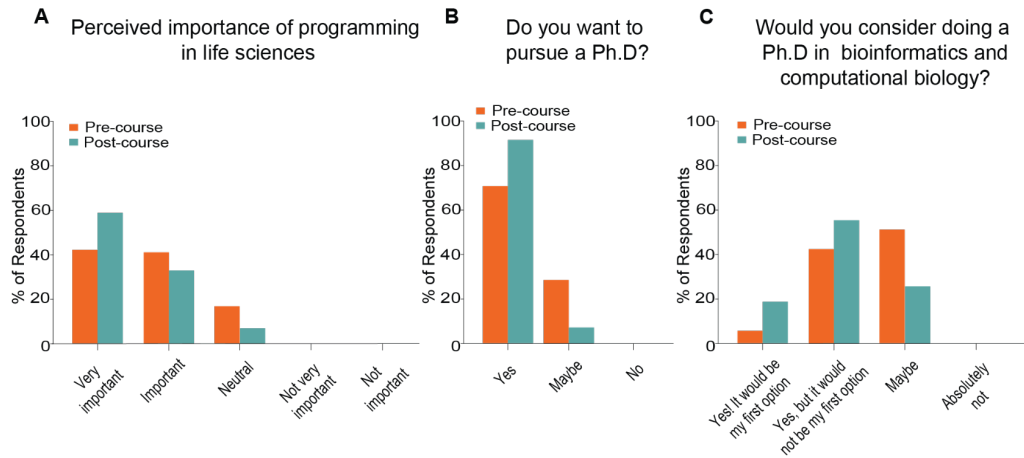 A
Perceived importance of programming
in life sciences
% of Respondents
100
80
60
40
20
0
Pre-course
Post-course
Very
important
Important
Neutral
Not very
important
Not
important
B
Do you want to
pursue a Ph.D?
% of Respondents
100
80
60
40
20
0
Pre-course
Post-course
Yes
Maybe
No
C
Would you consider doing a
Ph.D in bioinformatics and
computational biology?
% of Respondents
100
80
60
40
20
0
Pre-course
Post-course
Yes! It would be
my first option
Yes, but it would
not be my first option
Maybe
Absolutely
not